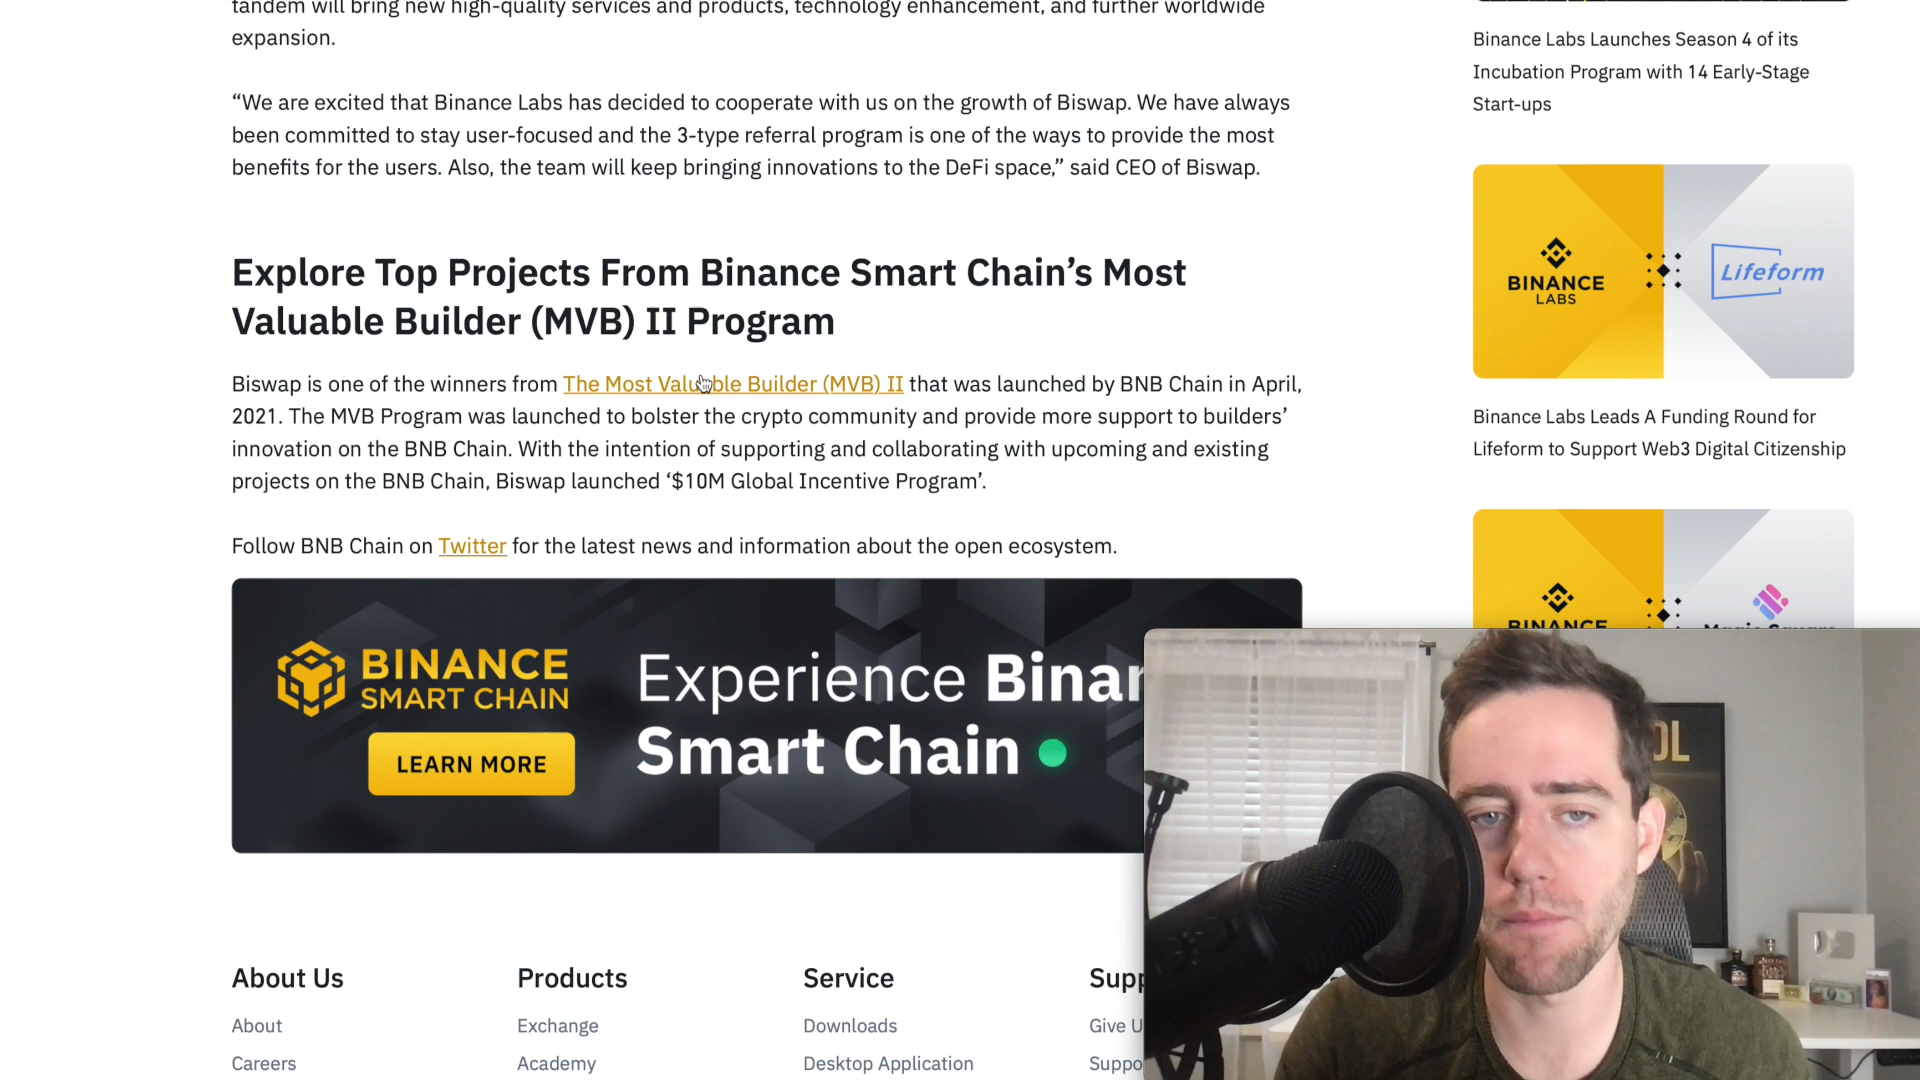 tandem will bring new high-quality services and products, technology enhancement, and further worldwide
expansion.
“We are excited that Binance Labs has decided to cooperate with us on the growth of Biswap. We have always
been committed to stay user-focused and the 3-type referral program is one of the ways to provide the most
benefits for the users. Also, the team will keep bringing innovations to the DeFi space,” said CEO of Biswap.
Explore Top Projects From Binance Smart Chain’s Most
Valuable Builder (MVB) II Program
Biswap is one of the winners from The Most Valuable Builder (MVB) II that was launched by BNB Chain in April,
2021. The MVB Program was launched to bolster the crypto community and provide more support to builders’
innovation on the BNB Chain. With the intention of supporting and collaborating with upcoming and existing
projects on the BNB Chain, Biswap launched ‘$10M Global Incentive Program’.
Follow BNB Chain on Twitter for the latest news and information about the open ecosystem.
BINANCE
SMART CHAIN
LEARN MORE
Experience Binan
Smart Chain
About Us
About
Careers
Products
Exchange
Academy
Service
Downloads
Desktop Application
Supp
Give U
Suppo
Binance Labs Launches Season 4 of its
Incubation Program with 14 Early-Stage
Start-ups
BINANCE
LABS
Lifeform
Binance Labs Leads A Funding Round for
Lifeform to Support Web3 Digital Citizenship
BINANCE
Magic Square
OL